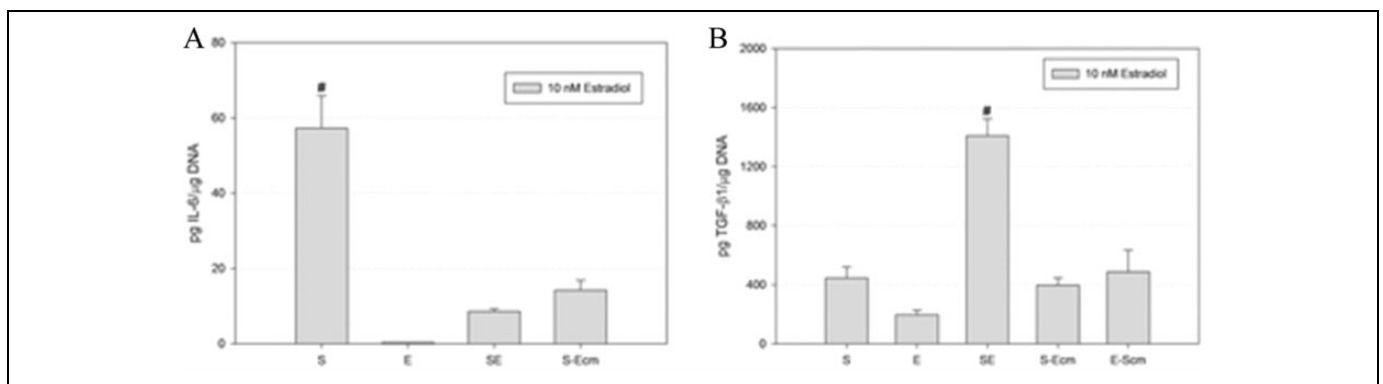 A
80
60
40
20
0
pg IL-6/μg DNA
#
10 nM Estradiol
S
E
SE
S-Ecm
B
2000
1600
1200
800
400
0
pg TGF-β1/μg DNA
#
10 nM Estradiol
S
E
SE
S-Ecm
E-Scm